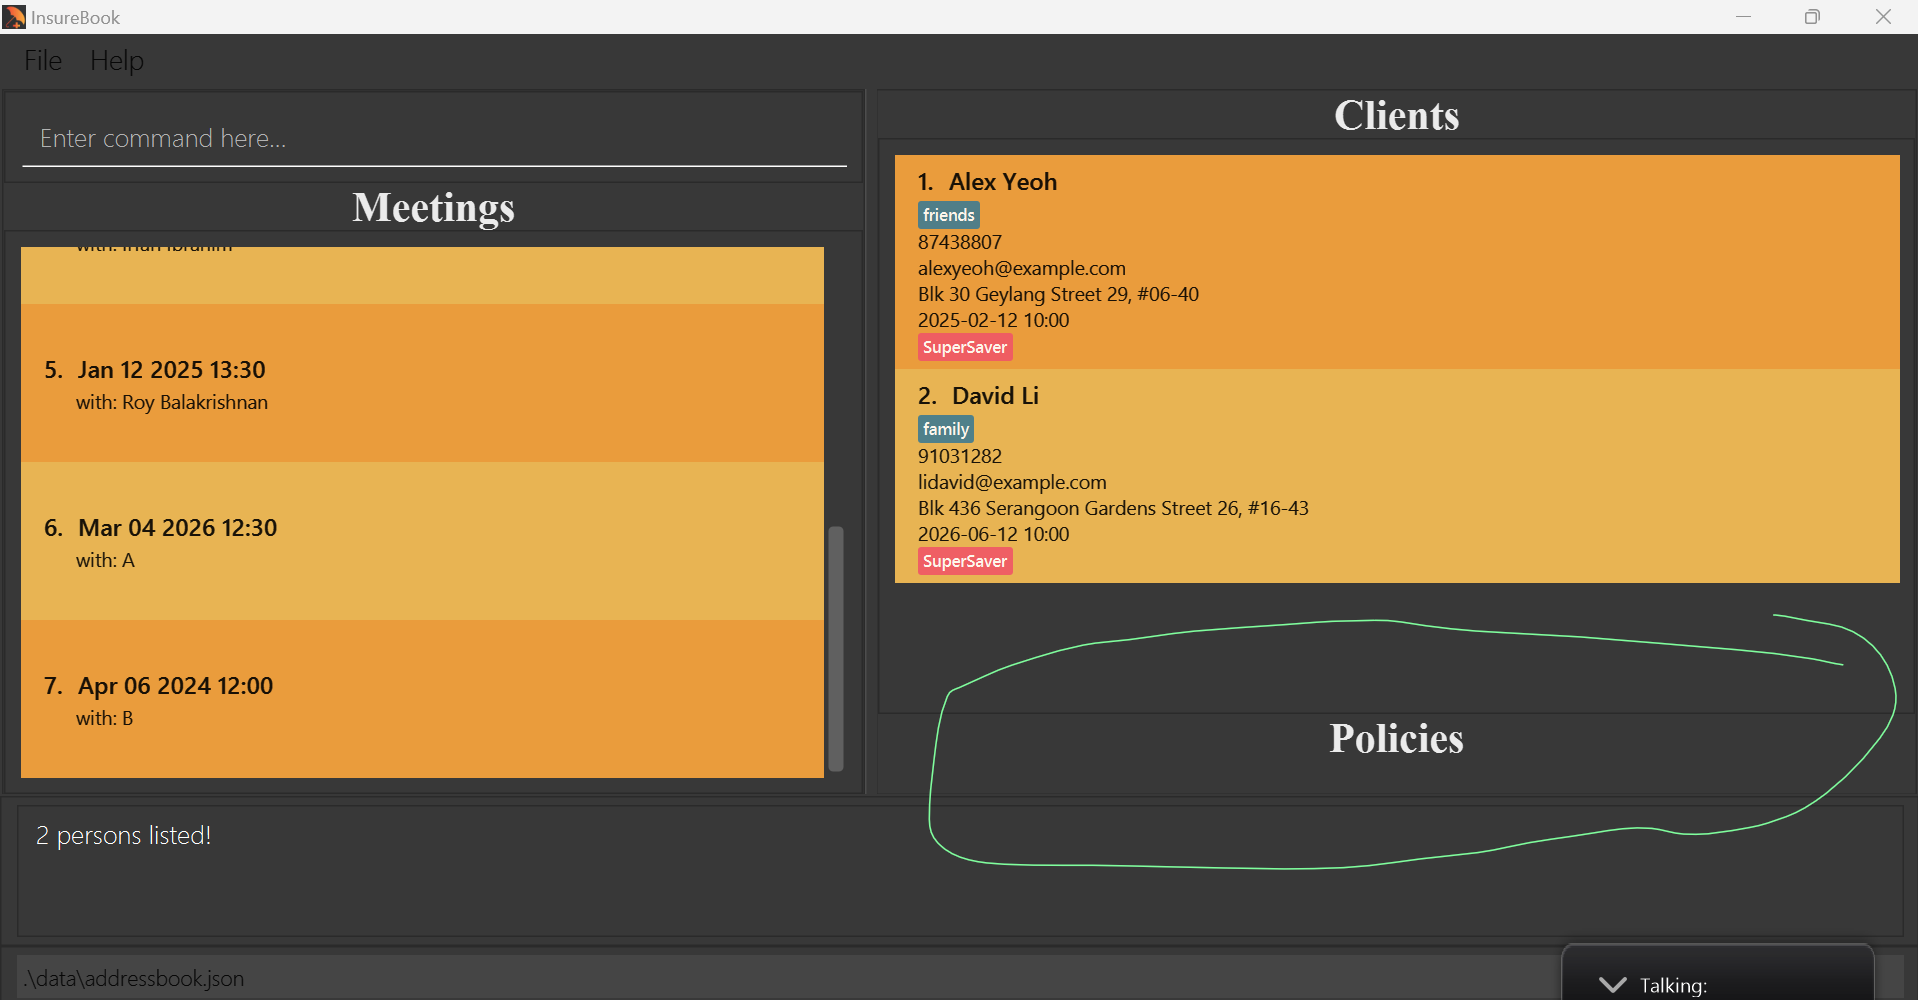 InsureBook
File Help
Enter command here...
Meetings
with: Irfan Ibrahim
5. Jan 12 2025 13:30
with: Roy Balakrishnan
6. Mar 04 2026 12:30
with: A
7. Apr 06 2024 12:00
with: B
Clients
1. Alex Yeoh
friends
87438807
alexyeoh@example.com
Blk 30 Geylang Street 29, #06-40
2025-02-12 10:00
SuperSaver
2. David Li
family
91031282
lidavid@example.com
Blk 436 Serangoon Gardens Street 26, #16-43
2026-06-12 10:00
SuperSaver
Policies
2 persons listed!
.\data\addressbook.json
Talking: